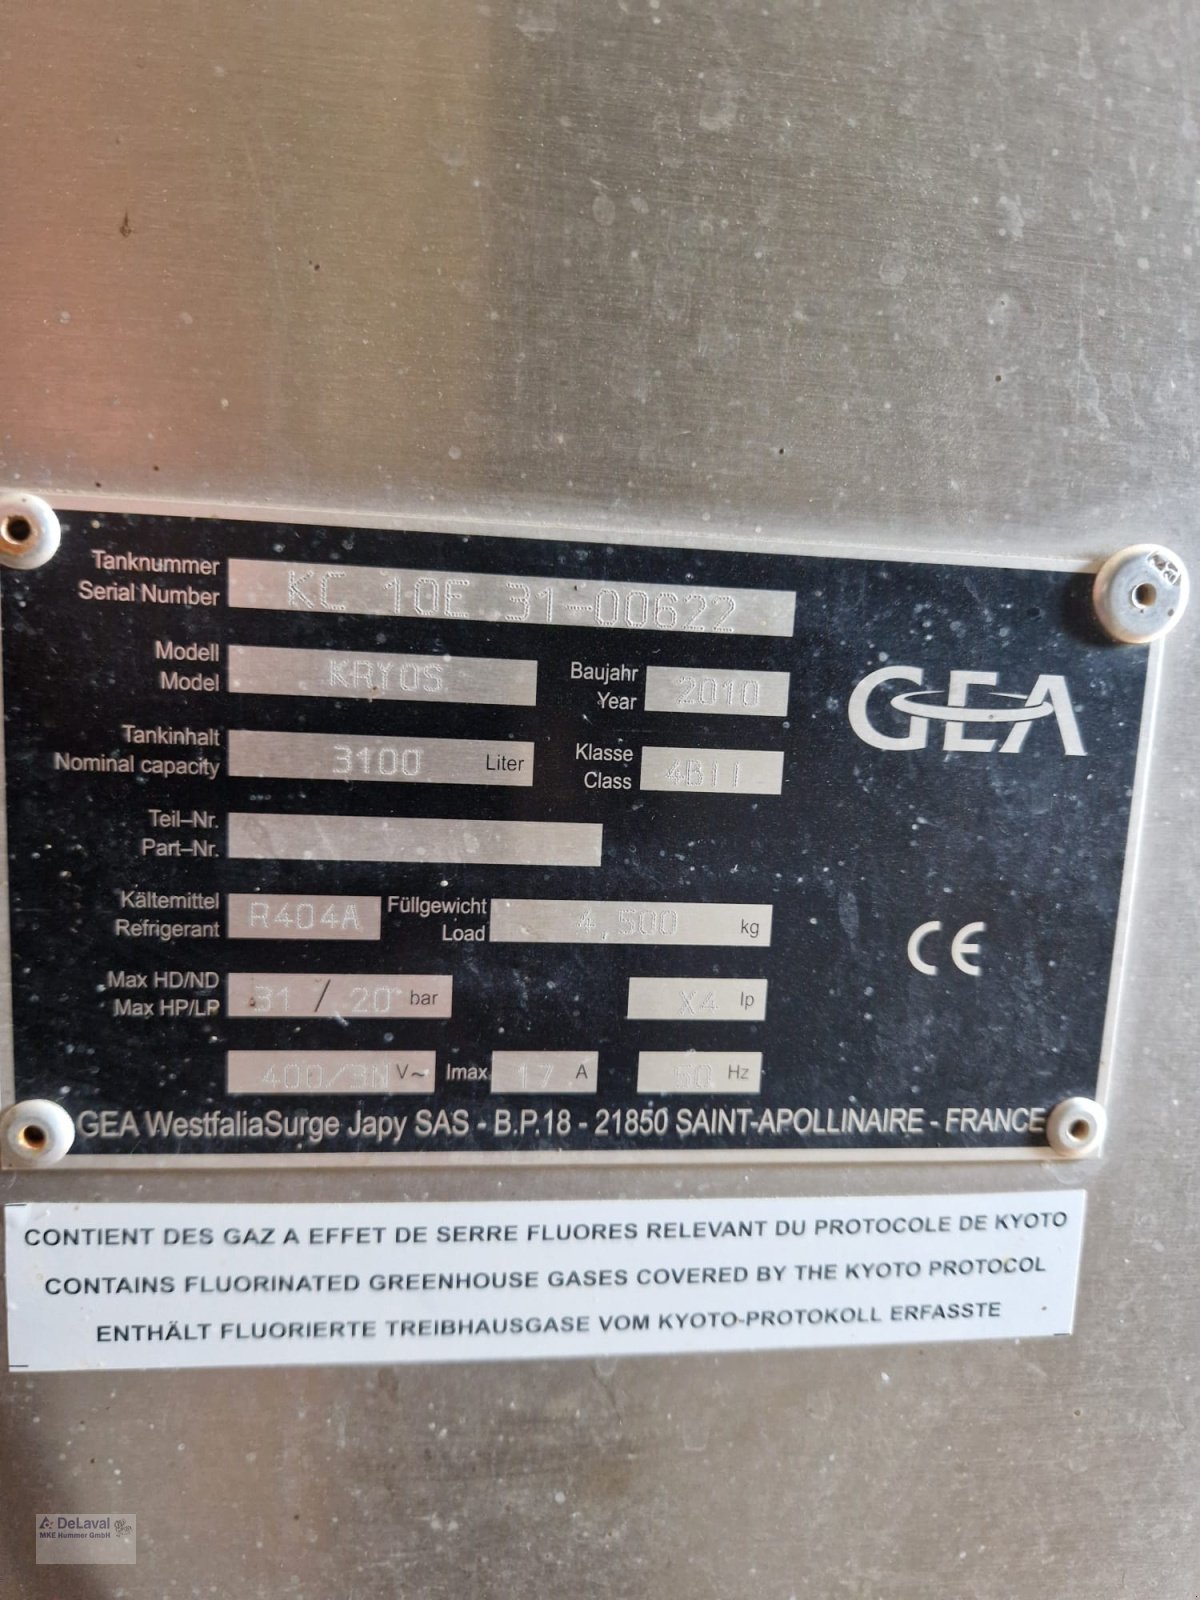 Tanknummer
Serial Number
KC 10E 31-00622
Modell
Model
KRYOS
Baujahr
Year
2010
Tankinhalt
Nominal capacity
3100 Liter
Klasse
Class
4BII
Teil-Nr.
Part-Nr.
Kältemittel
Refrigerant
R404A
Füllgewicht
Load
4,500 kg
Max HD/ND
Max HP/LP
31 / 20 bar
X4 Ip
400/3N V~
Imax 17 A
50 Hz
GEA
CE
GEA WestfaliaSurge Japy SAS - B.P.18 - 21850 SAINT-APOLLINAIRE - FRANCE
CONTIENT DES GAZ A EFFET DE SERRE FLUORES RELEVANT DU PROTOCOLE DE KYOTO
CONTAINS FLUORINATED GREENHOUSE GASES COVERED BY THE KYOTO PROTOCOL
ENTHÄLT FLUORIERTE TREIBHAUSGASE VOM KYOTO-PROTOKOLL ERFASSTE
DeLaval
MKE Hummer GmbH